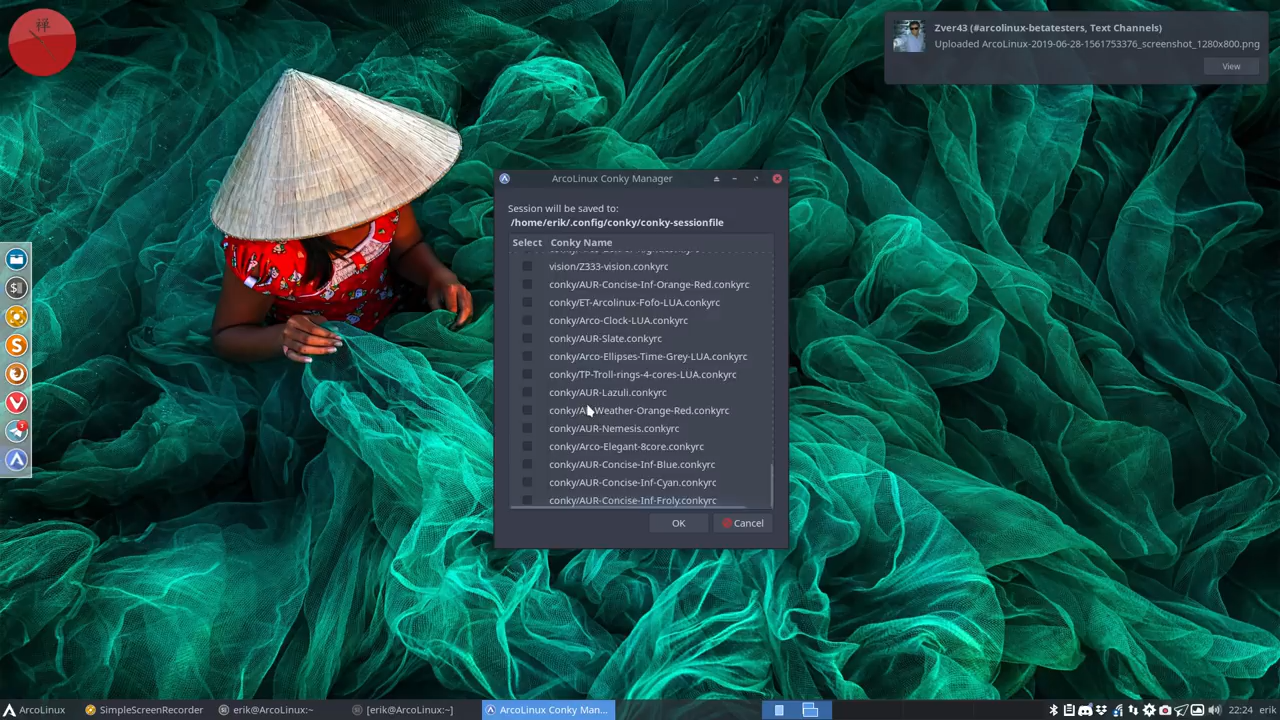 禅
Zver43 (#arcolinux-betatesters, Text Channels)
Uploaded ArcoLinux-2019-06-28-1561753376_screenshot_1280x800.png
View
ArcoLinux Conky Manager
Session will be saved to:
/home/erik/.config/conky/conky-sessionfile
Select Conky Name
vision/Z333-vision.conkyrc
conky/AUR-Concise-Inf-Orange-Red.conkyrc
conky/ET-Arcolinux-Fofo-LUA.conkyrc
conky/Arco-Clock-LUA.conkyrc
conky/AUR-Slate.conkyrc
conky/Arco-Ellipses-Time-Grey-LUA.conkyrc
conky/TP-Troll-rings-4-cores-LUA.conkyrc
conky/AUR-Lazuli.conkyrc
Weather-Orange-Red.conkyrc
conky/AUR-Nemesis.conkyrc
conky/Arco-Elegant-8core.conkyrc
conky/AUR-Concise-Inf-Blue.conkyrc
conky/AUR-Concise-Inf-Cyan.conkyrc
conky/AUR-Concise-Inf-Froly.conkyrc
OK Cancel
ArcoLinux SimpleScreenRecorder erik@ArcoLinux:~ [erik@ArcoLinux:~] ArcoLinux Conky Man... 22:24 erik